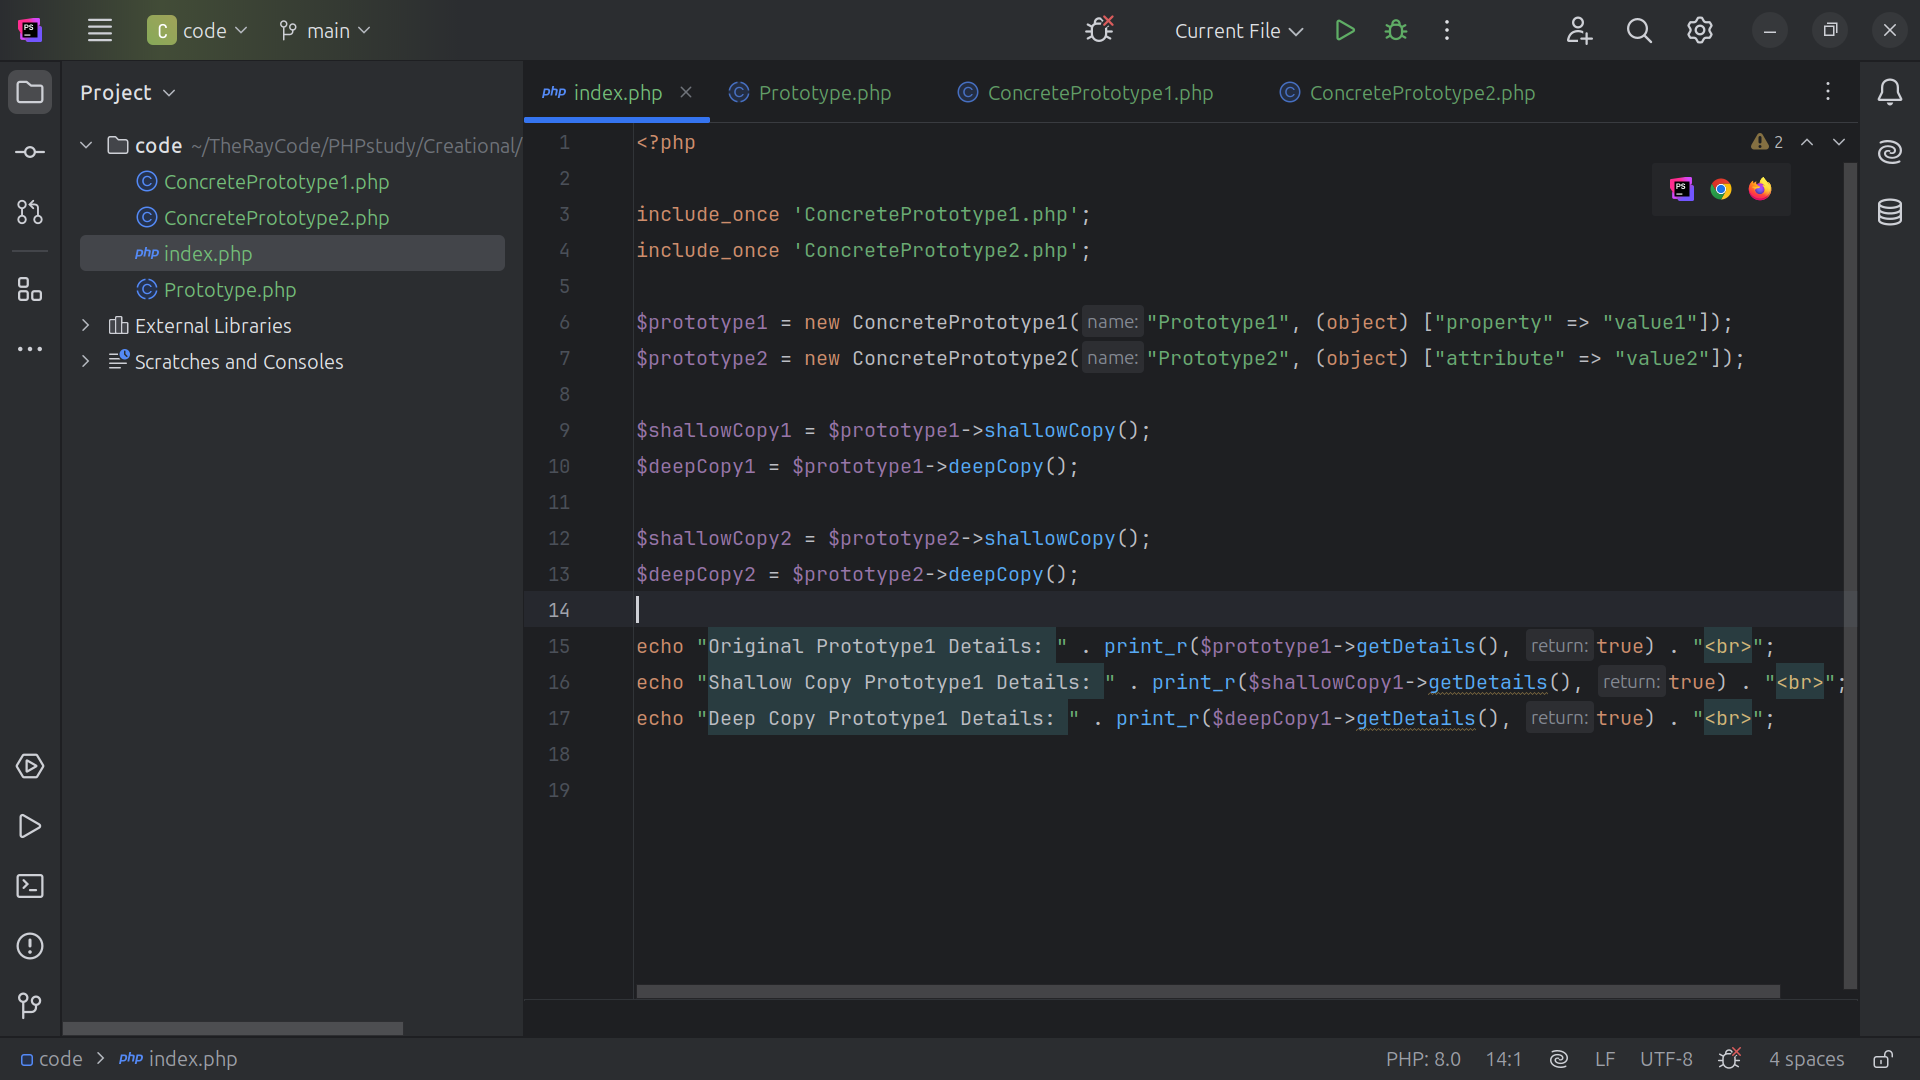 PS C code main Current File
Project
code ~/TheRayCode/PHPstudy/Creational/
ConcretePrototype1.php
ConcretePrototype2.php
php index.php
Prototype.php
External Libraries
Scratches and Consoles
php index.php Prototype.php ConcretePrototype1.php ConcretePrototype2.php
2
1 <?php
2
3 include_once 'ConcretePrototype1.php';
4 include_once 'ConcretePrototype2.php';
5
6 $prototype1 = new ConcretePrototype1( name: "Prototype1", (object) ["property" => "value1"]);
7 $prototype2 = new ConcretePrototype2( name: "Prototype2", (object) ["attribute" => "value2"]);
8
9 $shallowCopy1 = $prototype1->shallowCopy();
10 $deepCopy1 = $prototype1->deepCopy();
11
12 $shallowCopy2 = $prototype2->shallowCopy();
13 $deepCopy2 = $prototype2->deepCopy();
14
15 echo "Original Prototype1 Details: " . print_r($prototype1->getDetails(), return: true) . "<br>";
16 echo "Shallow Copy Prototype1 Details: " . print_r($shallowCopy1->getDetails(), return: true) . "<br>";
17 echo "Deep Copy Prototype1 Details: " . print_r($deepCopy1->getDetails(), return: true) . "<br>";
18
19
code > php index.php PHP: 8.0 14:1 LF UTF-8 4 spaces